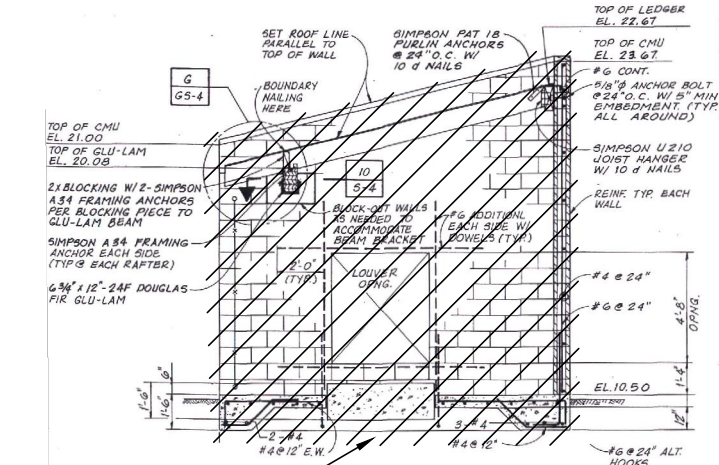 TOP OF LEDGER
EL. 22.67
SET ROOF LINE
PARALLEL TO
TOP OF WALL
SIMPSON PAT 18
PURLIN ANCHORS
@ 24" O.C. W/
10 d NAILS
TOP OF CMU
EL. 23.67
#6 CONT.
5/8"Φ ANCHOR BOLT
@ 24" O.C. W/ 5" MIN
EMBEDMENT. (TYP.
ALL AROUND)
G
GS-4
BOUNDARY
NAILING
HERE
TOP OF CMU
EL. 21.00
TOP OF GLU-LAM
EL. 20.08
SIMPSON U210
JOIST HANGER
W/ 10 d NAILS
10
S-4
2x BLOCKING W/2- SIMPSON
A34 FRAMING ANCHORS
PER BLOCKING PIECE TO
GLU-LAM BEAM
REINF. TYP. EACH
WALL
BLOCK-OUT WALLS
AS NEEDED TO
ACCOMMODATE
BEAM BRACKET
#6 ADDITIONL
EACH SIDE W/
DOWELS (TYP.)
SIMPSON A34 FRAMING
ANCHOR EACH SIDE
(TYP @ EACH RAFTER)
2'-0"
(TYP.)
LOUVER
OPNG.
#4 @ 24"
6 3/4" x 12"-24F DOUGLAS
FIR GLU-LAM
#6 @ 24"
4'-8"
OPNG.
1'-4"
6"
1'-6"
1'-6"
EL.10.50
12"
2-#4
#4@12" E.W.
3-#4
#4@12"
#6@24" ALT.
HOOKS